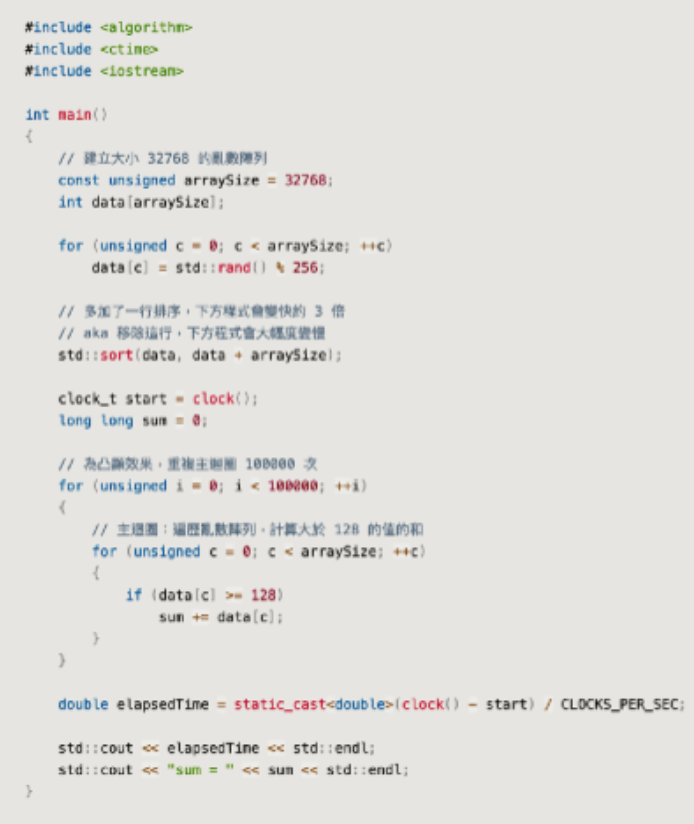 #include <algorithm>
#include <ctime>
#include <iostream>
int main()
{
// 建立大小 32768 的亂數陣列
const unsigned arraySize = 32768;
int data[arraySize];
for (unsigned c = 0; c < arraySize; ++c)
data[c] = std::rand() % 256;
// 多加了一行排序，下方程式會變快約 3 倍
// aka 移除這行，下方程式會大幅度變慢
std::sort(data, data + arraySize);
clock_t start = clock();
long long sum = 0;
// 為凸顯效果，重複主迴圈 100000 次
for (unsigned i = 0; i < 100000; ++i)
{
// 主迴圈：遍歷亂數陣列，計算大於 128 的值的和
for (unsigned c = 0; c < arraySize; ++c)
{
if (data[c] >= 128)
sum += data[c];
}
}
double elapsedTime = static_cast<double>(clock() - start) / CLOCKS_PER_SEC;
std::cout << elapsedTime << std::endl;
std::cout << "sum = " << sum << std::endl;
}